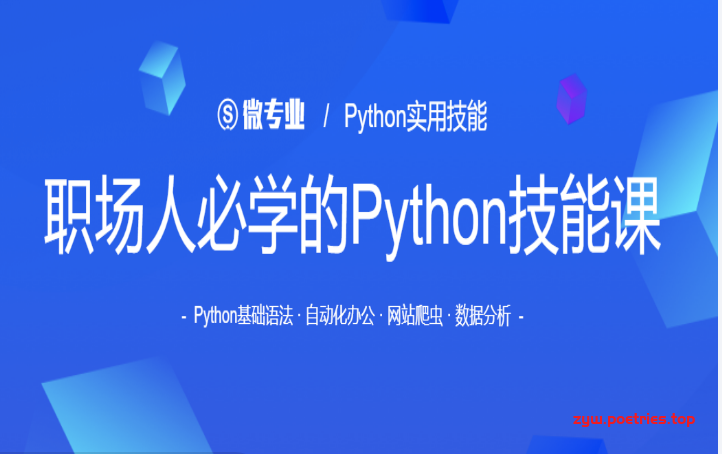 Ⓢ 微专业 / Python实用技能
职场人必学的Python技能课
- Python基础语法 · 自动化办公 · 网站爬虫 · 数据分析 -
zyw.postries.top